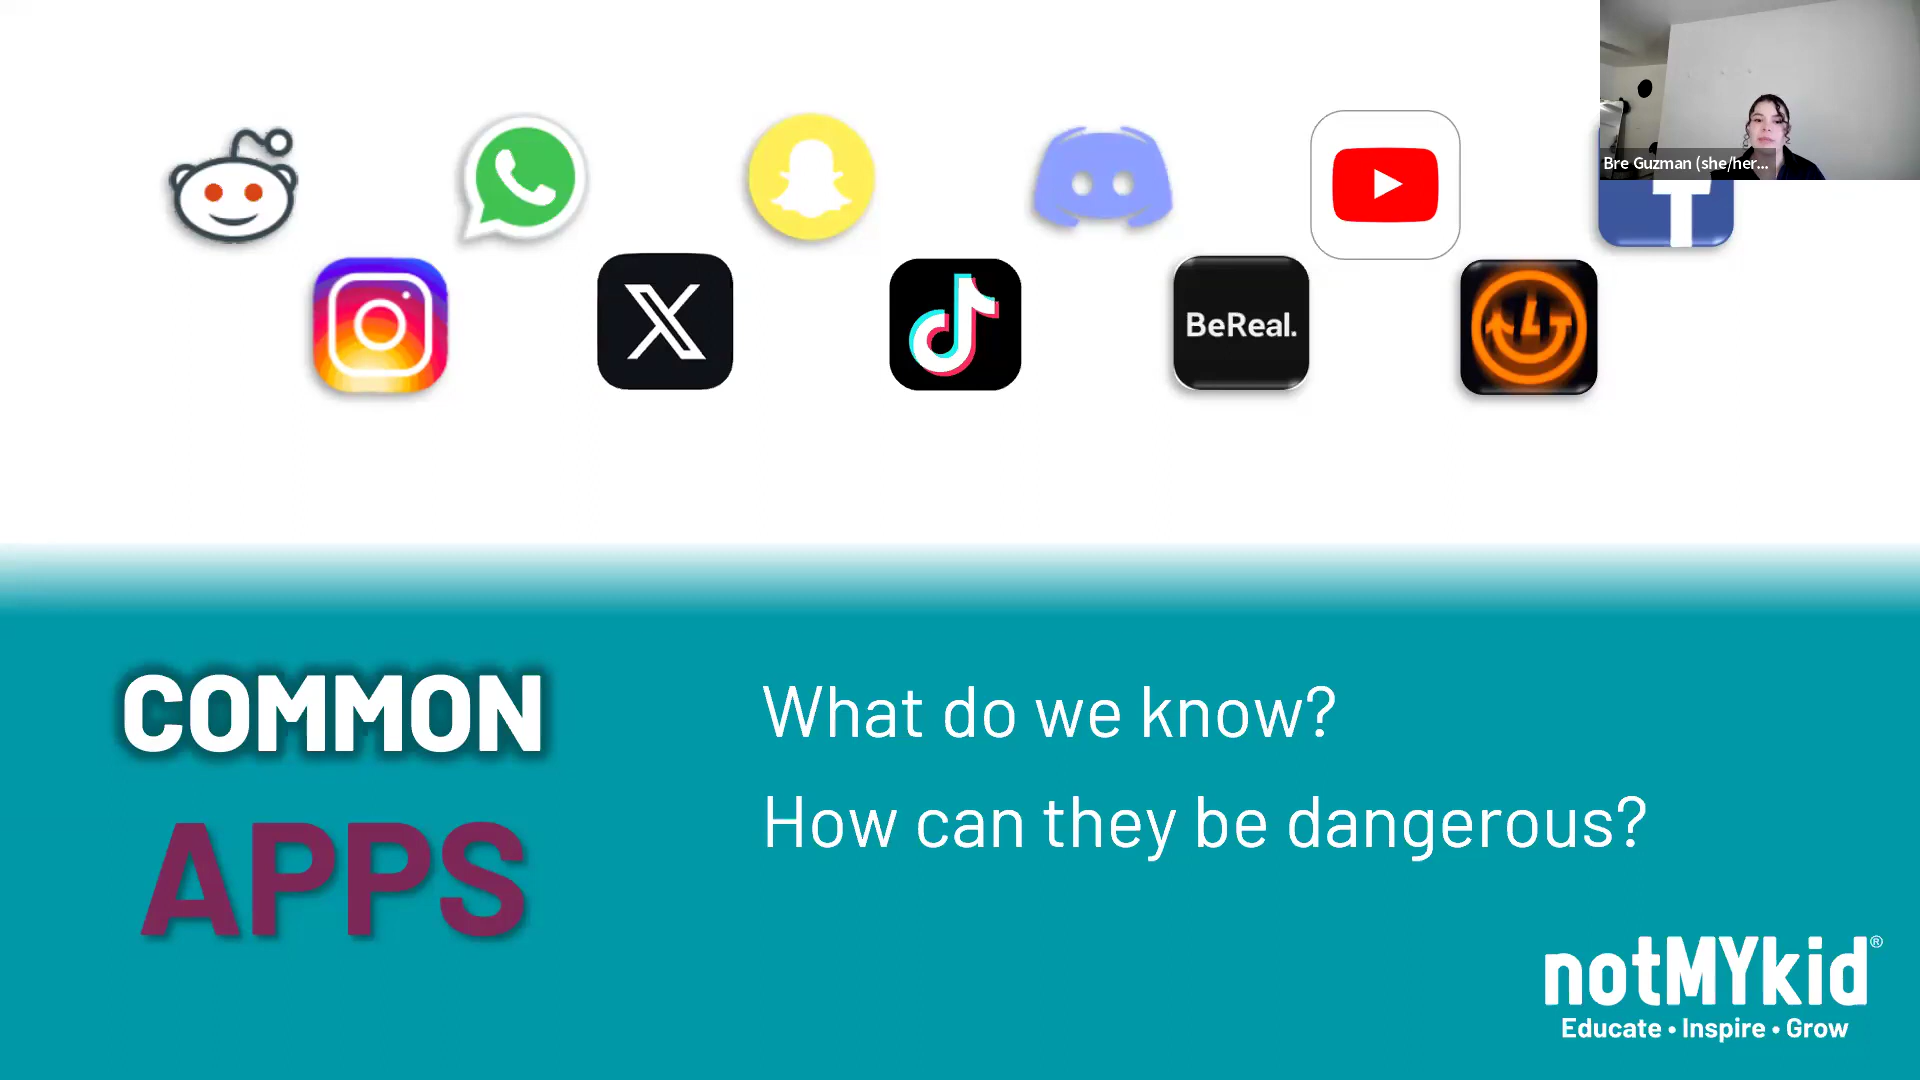 Bre Guzman (she/her...
X
BeReal.
COMMON
APPS
What do we know?
How can they be dangerous?
notMYkid®
Educate • Inspire • Grow